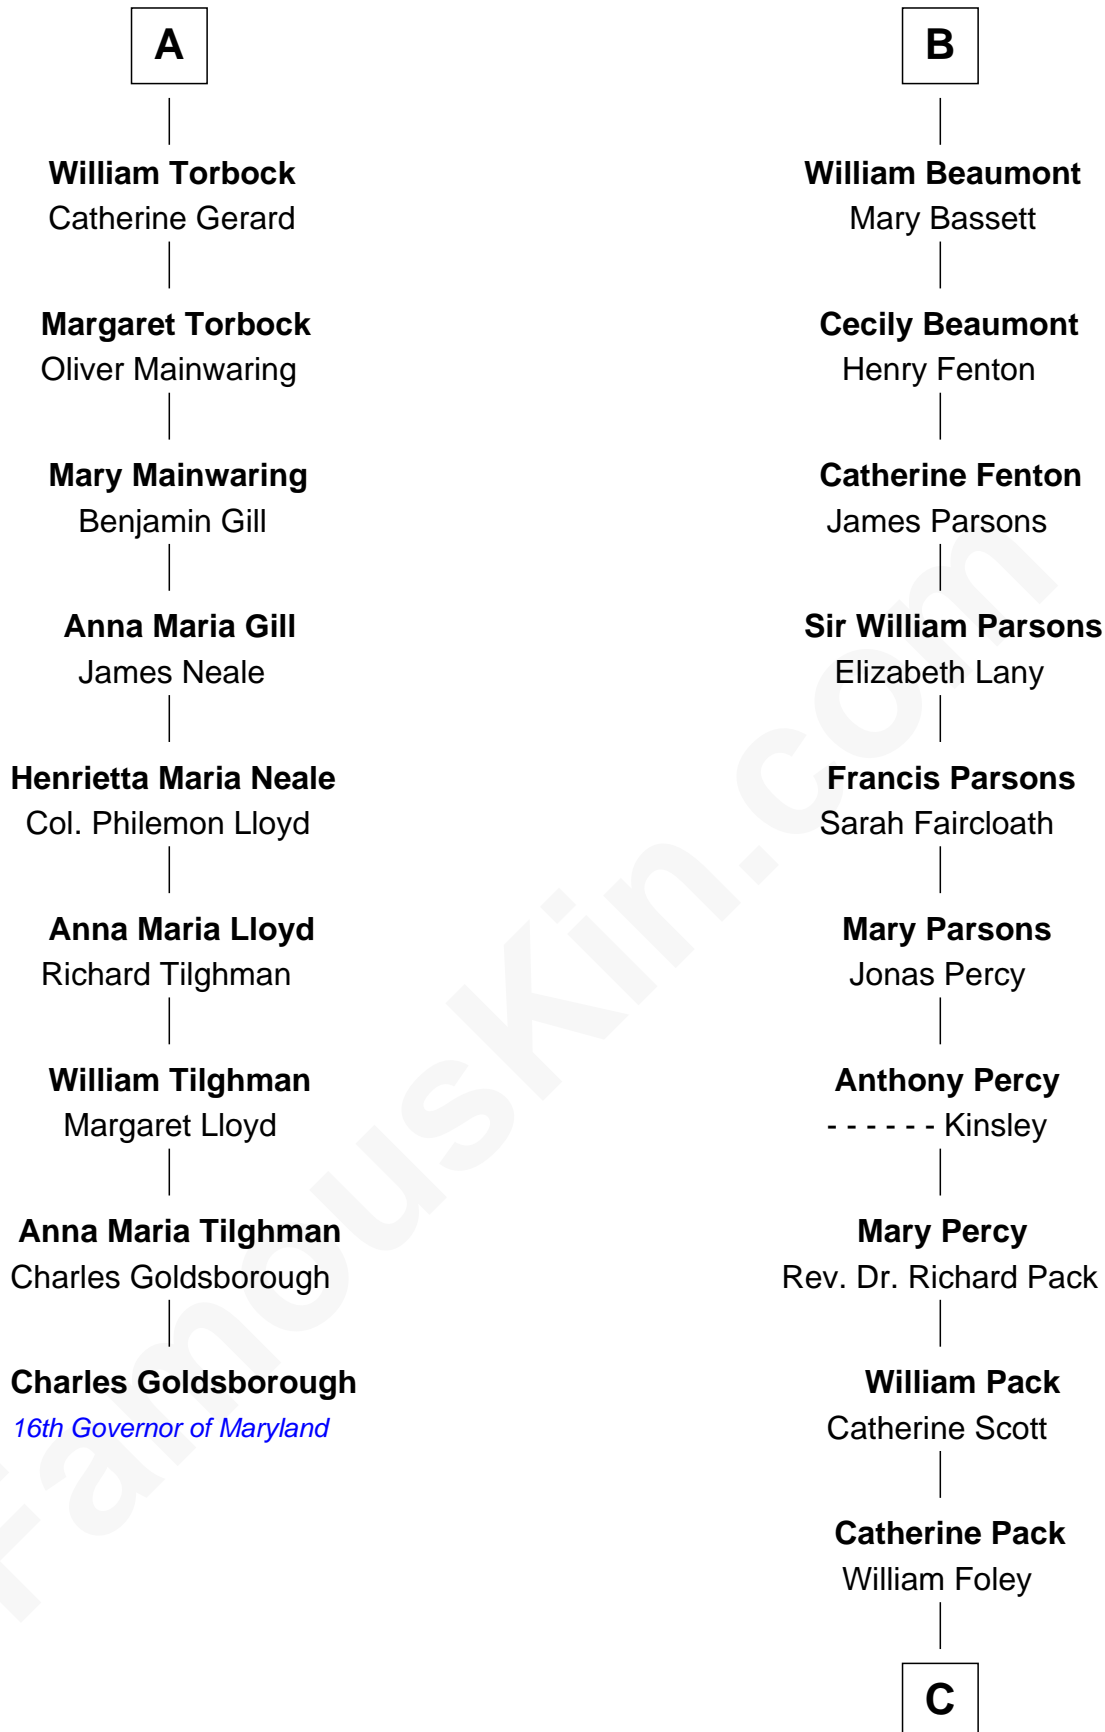 A
William Torbock
Catherine Gerard
Margaret Torbock
Oliver Mainwaring
Mary Mainwaring
Benjamin Gill
Anna Maria Gill
James Neale
Henrietta Maria Neale
Col. Philemon Lloyd
Anna Maria Lloyd
Richard Tilghman
William Tilghman
Margaret Lloyd
Anna Maria Tilghman
Charles Goldsborough
Charles Goldsborough
16th Governor of Maryland
B
William Beaumont
Mary Bassett
Cecily Beaumont
Henry Fenton
Catherine Fenton
James Parsons
Sir William Parsons
Elizabeth Lany
Francis Parsons
Sarah Faircloath
Mary Parsons
Jonas Percy
Anthony Percy
- - - - - - Kinsley
Mary Percy
Rev. Dr. Richard Pack
William Pack
Catherine Scott
Catherine Pack
William Foley
C
FamousKin.com